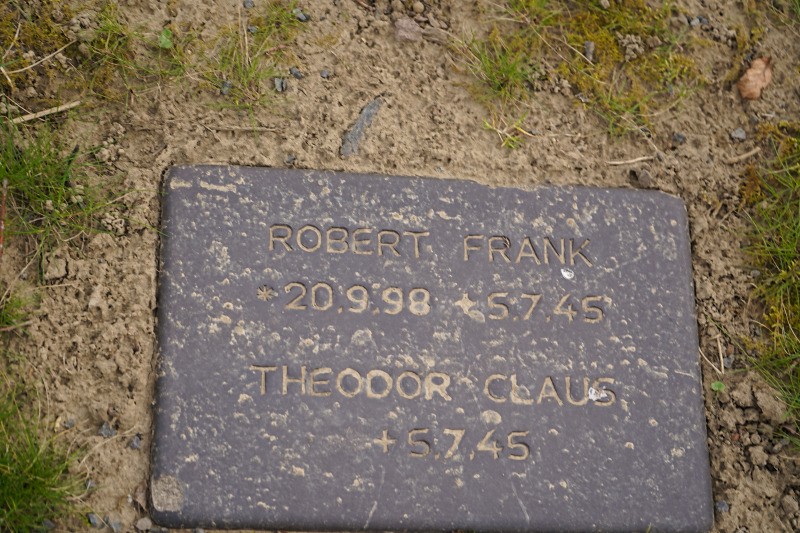 ROBERT FRANK
*20.9.98 +5.7.45
THEODOR CLAUS
+5.7.45